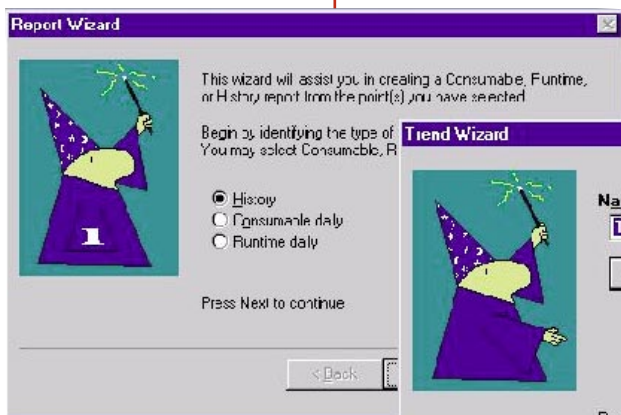 Report Wizard
This wizard will assist you in creating a Consumable, Runtime,
or History report from the point(s) you have selected
Begin by identifying the type of
You may select Consumable, R
History
Consumable daily
Runtime daily
Press Next to continue
< Back
1
Trend Wizard
Na